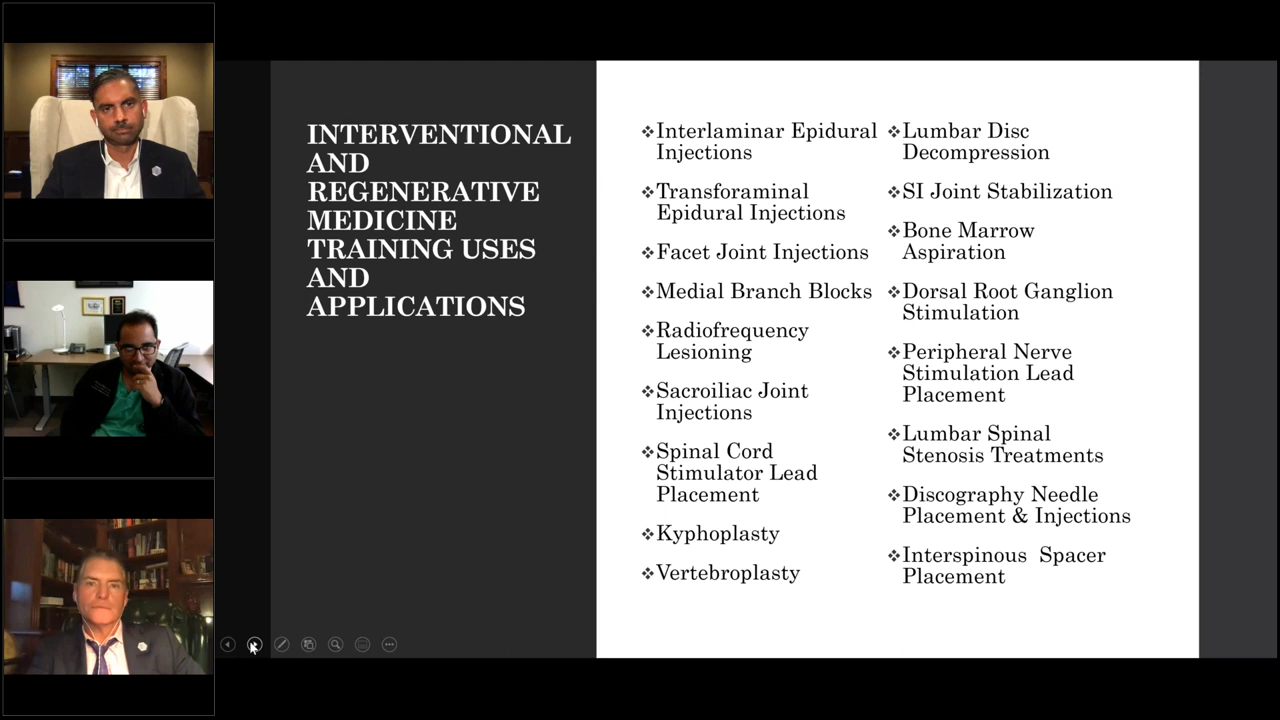 INTERVENTIONAL
AND
REGENERATIVE
MEDICINE
TRAINING USES
AND
APPLICATIONS
❖Interlaminar Epidural
Injections
❖Transforaminal
Epidural Injections
❖Facet Joint Injections
❖Medial Branch Blocks
❖Radiofrequency
Lesioning
❖Sacroiliac Joint
Injections
❖Spinal Cord
Stimulator Lead
Placement
❖Kyphoplasty
❖Vertebroplasty
❖Lumbar Disc
Decompression
❖SI Joint Stabilization
❖Bone Marrow
Aspiration
❖Dorsal Root Ganglion
Stimulation
❖Peripheral Nerve
Stimulation Lead
Placement
❖Lumbar Spinal
Stenosis Treatments
❖Discography Needle
Placement & Injections
❖Interspinous  Spacer
Placement